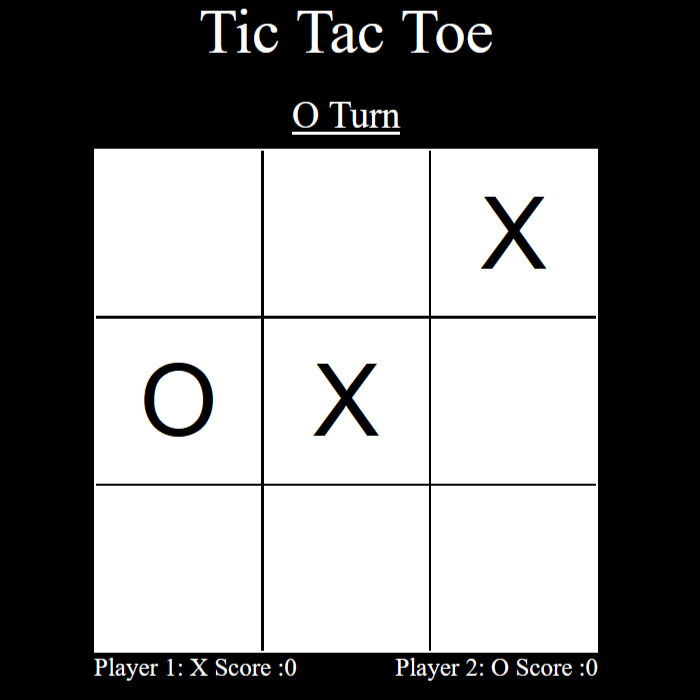 Tic Tac Toe
O Turn
X
O X
Player 1: X Score :0 Player 2: O Score :0